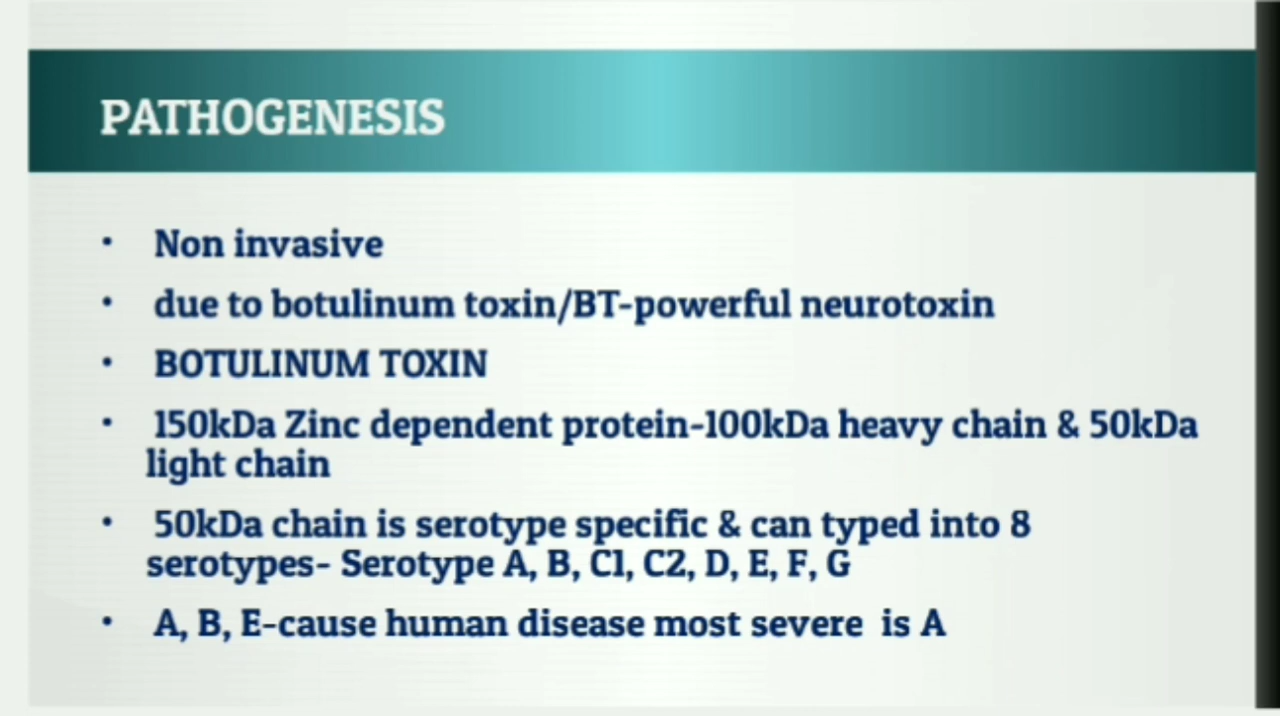 PATHOGENESIS
• Non invasive
• due to botulinum toxin/BT-powerful neurotoxin
• BOTULINUM TOXIN
• 150kDa Zinc dependent protein-100kDa heavy chain & 50kDa
light chain
• 50kDa chain is serotype specific & can typed into 8
serotypes- Serotype A, B, C1, C2, D, E, F, G
• A, B, E-cause human disease most severe is A